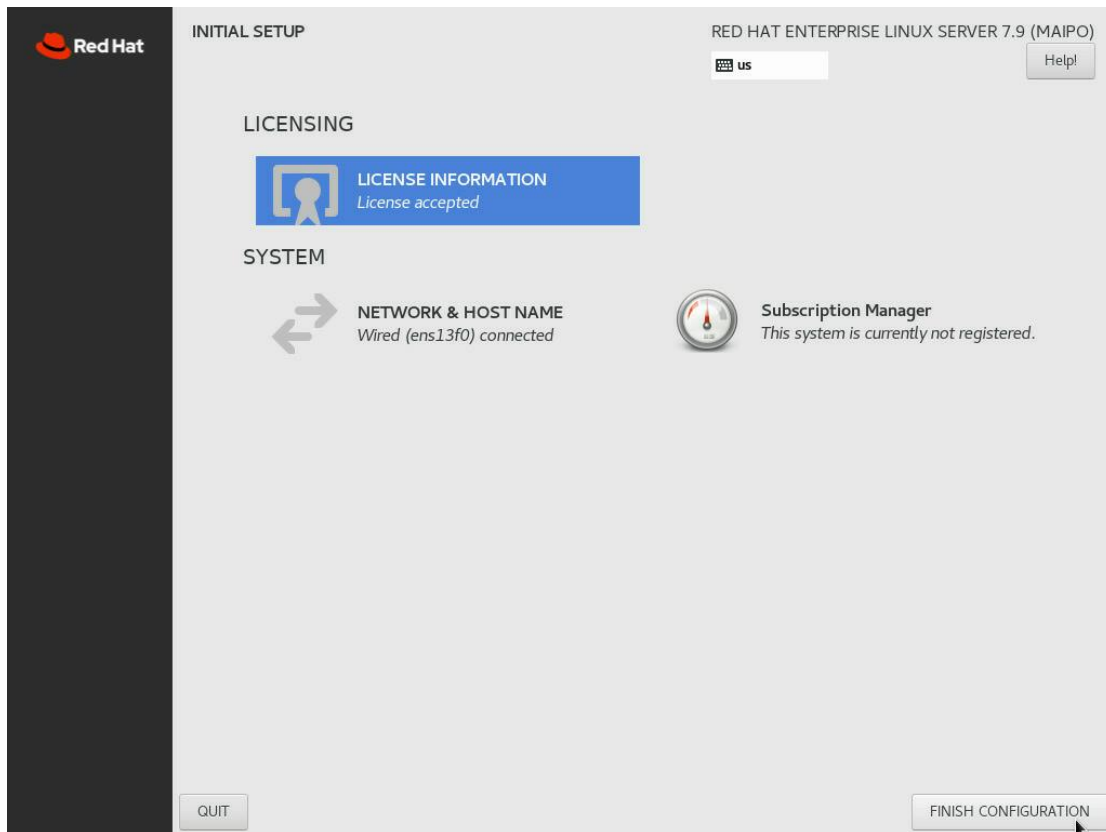 Red Hat
INITIAL SETUP
RED HAT ENTERPRISE LINUX SERVER 7.9 (MAIPO)
us
Help!
LICENSING
LICENSE INFORMATION
License accepted
SYSTEM
NETWORK & HOST NAME
Wired (ens13f0) connected
Subscription Manager
This system is currently not registered.
QUIT
FINISH CONFIGURATION